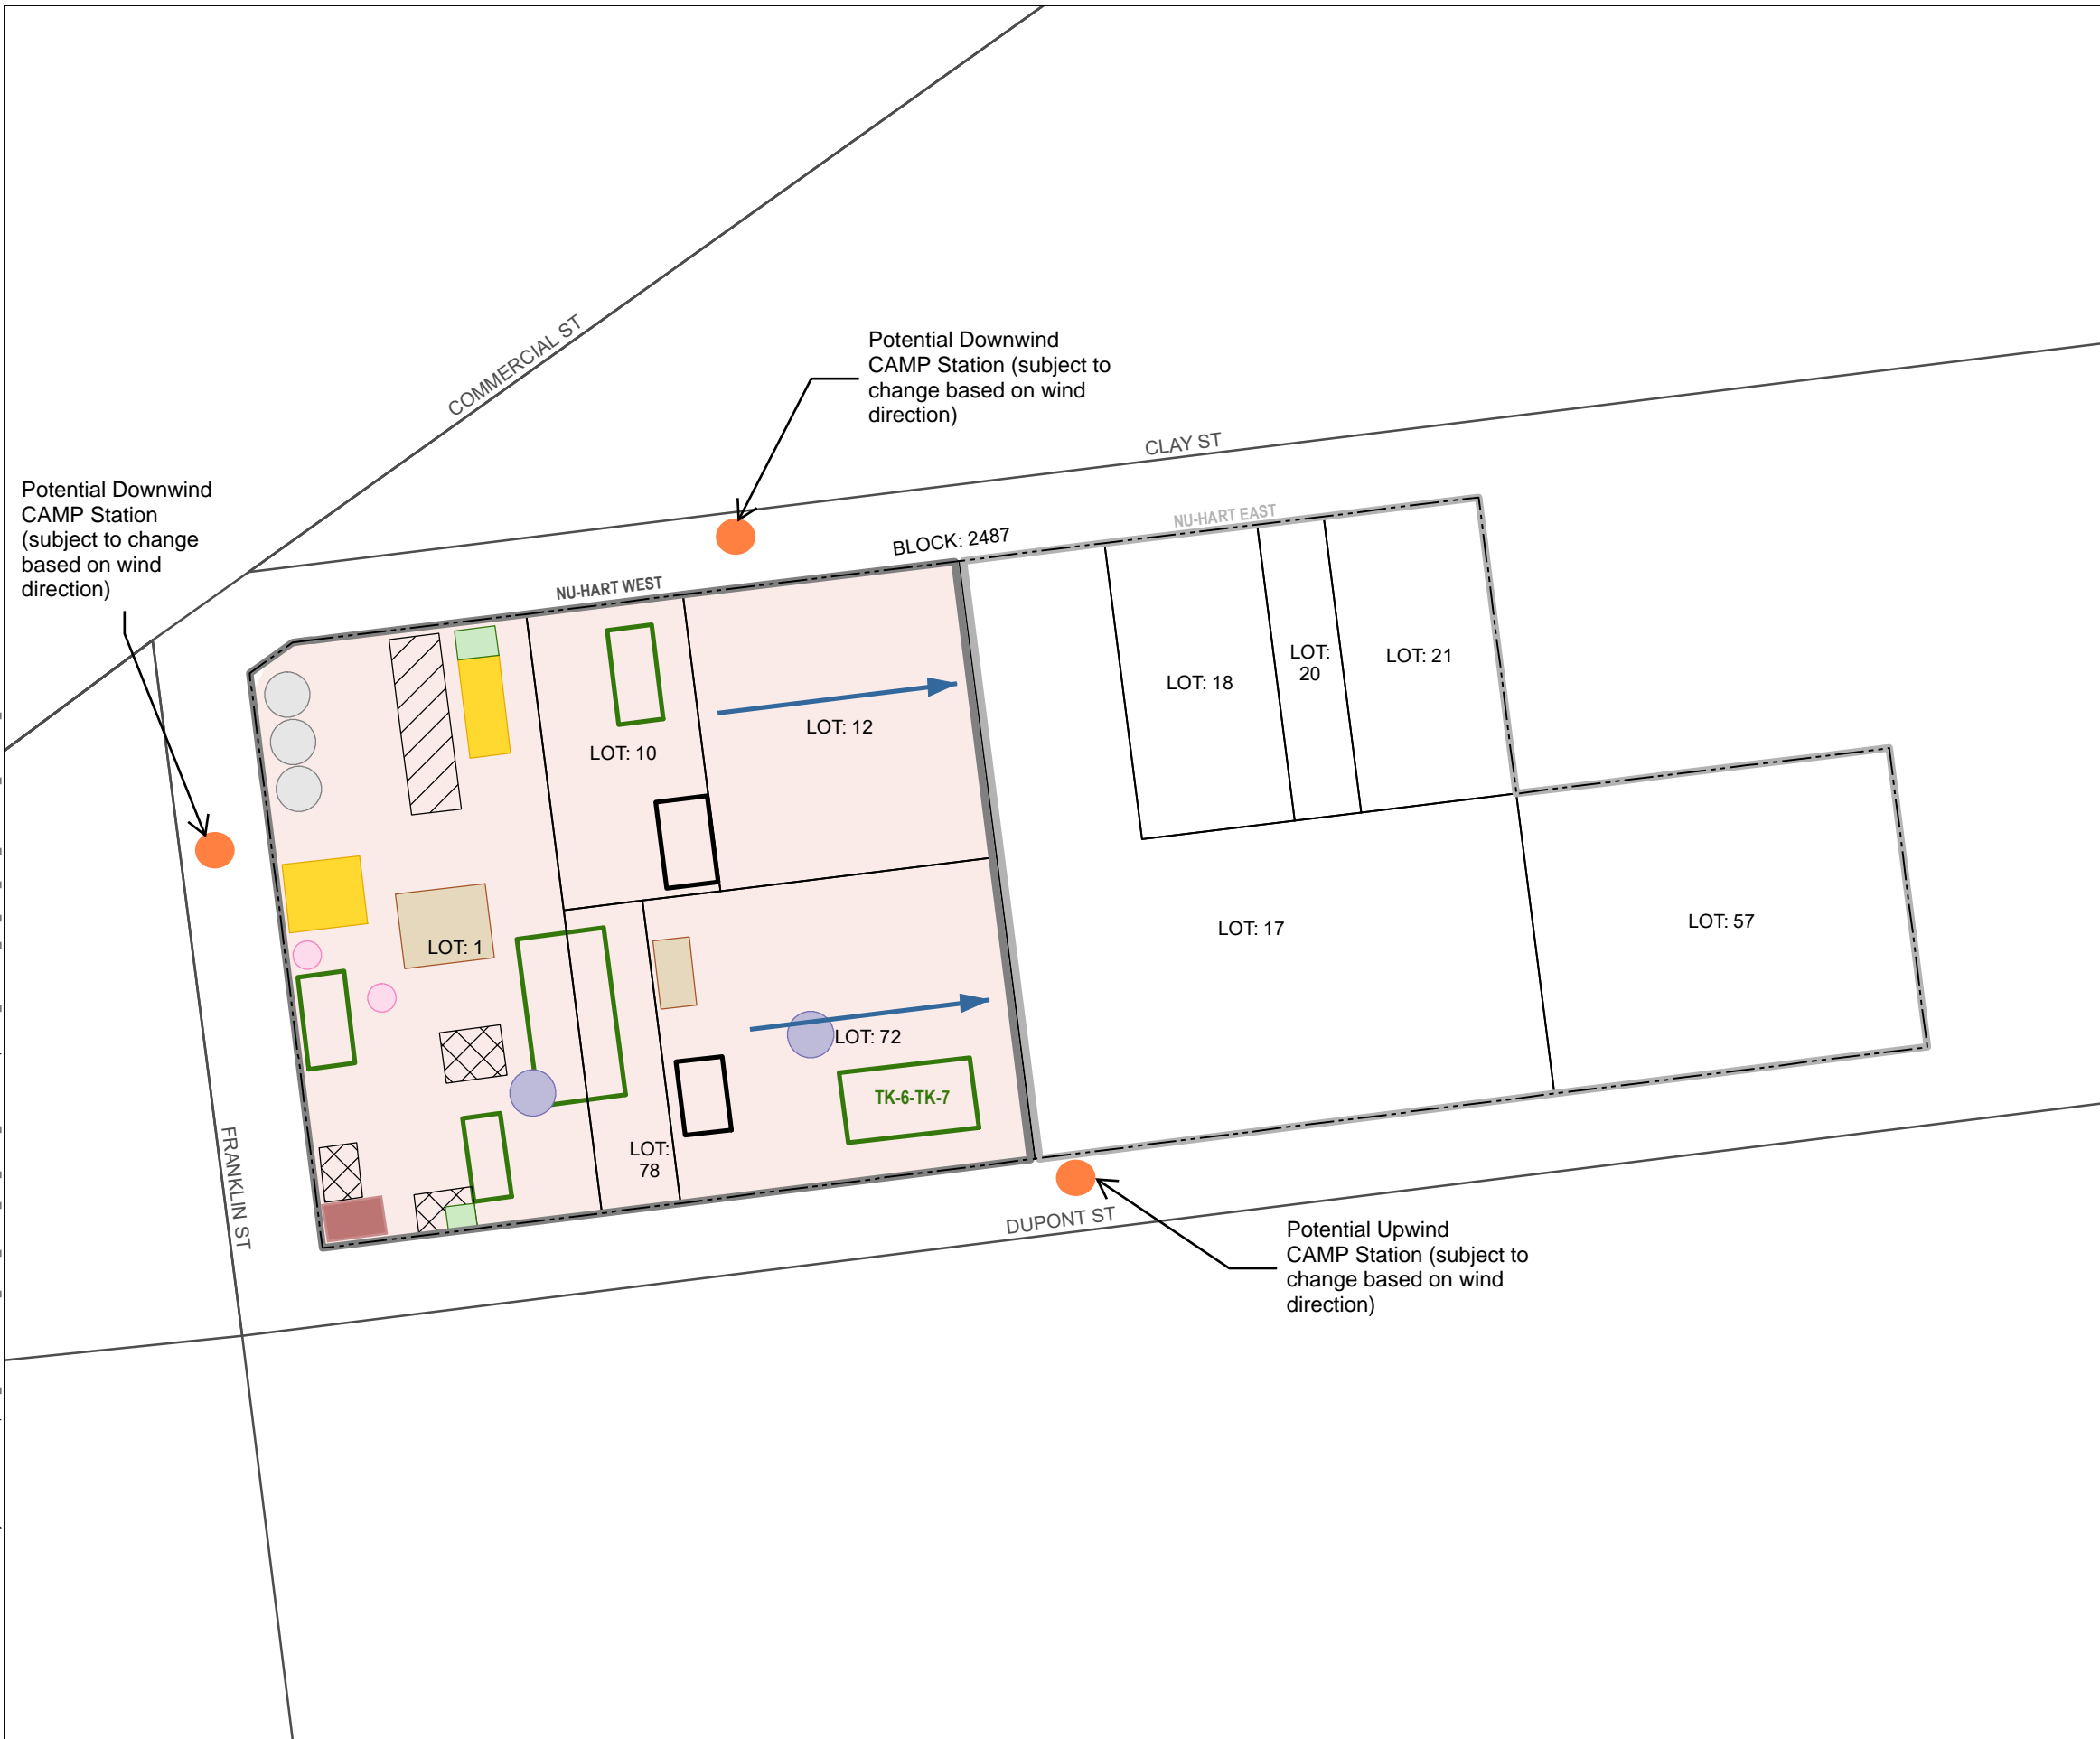 COMMERCIAL ST
Potential Downwind
CAMP Station (subject to
change based on wind
direction)
CLAY ST
Potential Downwind
CAMP Station
(subject to change
based on wind
direction)
NU-HART EAST
BLOCK: 2487
NU-HART WEST
LOT: 18
LOT:
20
LOT: 21
LOT: 12
LOT: 10
LOT: 1
LOT: 17
LOT: 57
LOT: 72
TK-6-TK-7
LOT:
78
FRANKLIN ST
DUPONT ST
Potential Upwind
CAMP Station (subject to
change based on wind
direction)